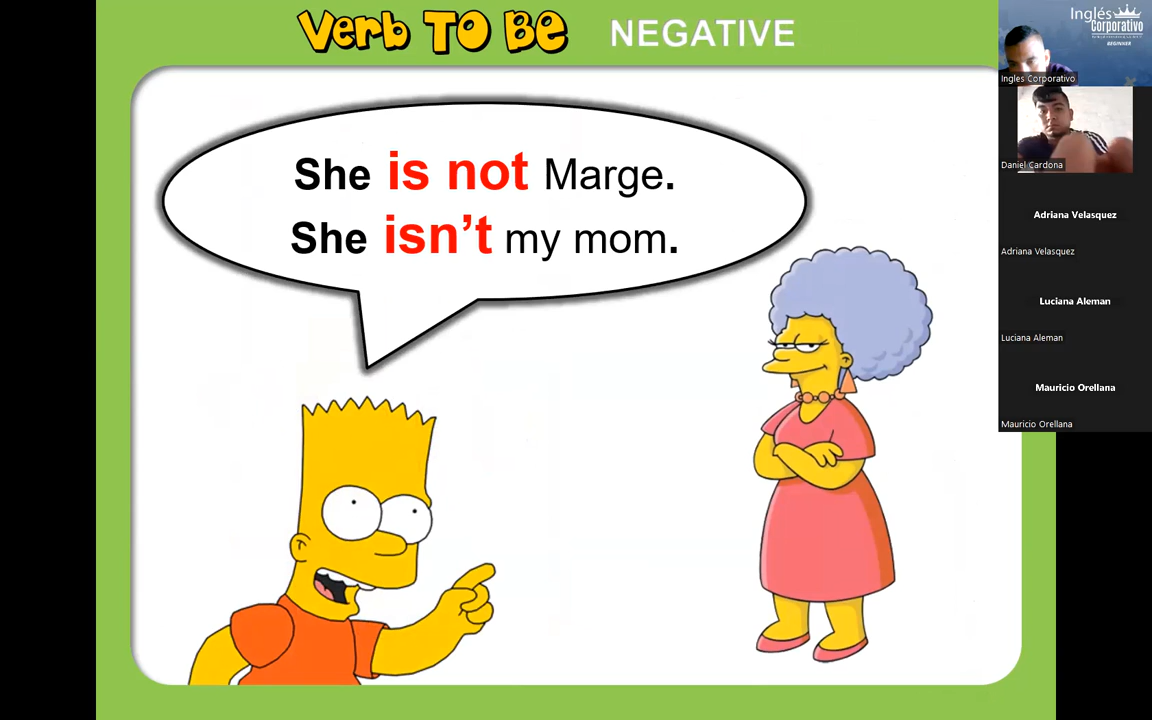 Verb TO BE NEGATIVE
She is not Marge.
She isn't my mom.
Inglés
Corporativo
BEGINNER
Ingles Corporativo
Daniel Cardona
Adriana Velasquez
Adriana Velasquez
Luciana Aleman
Luciana Aleman
Mauricio Orellana
Mauricio Orellana